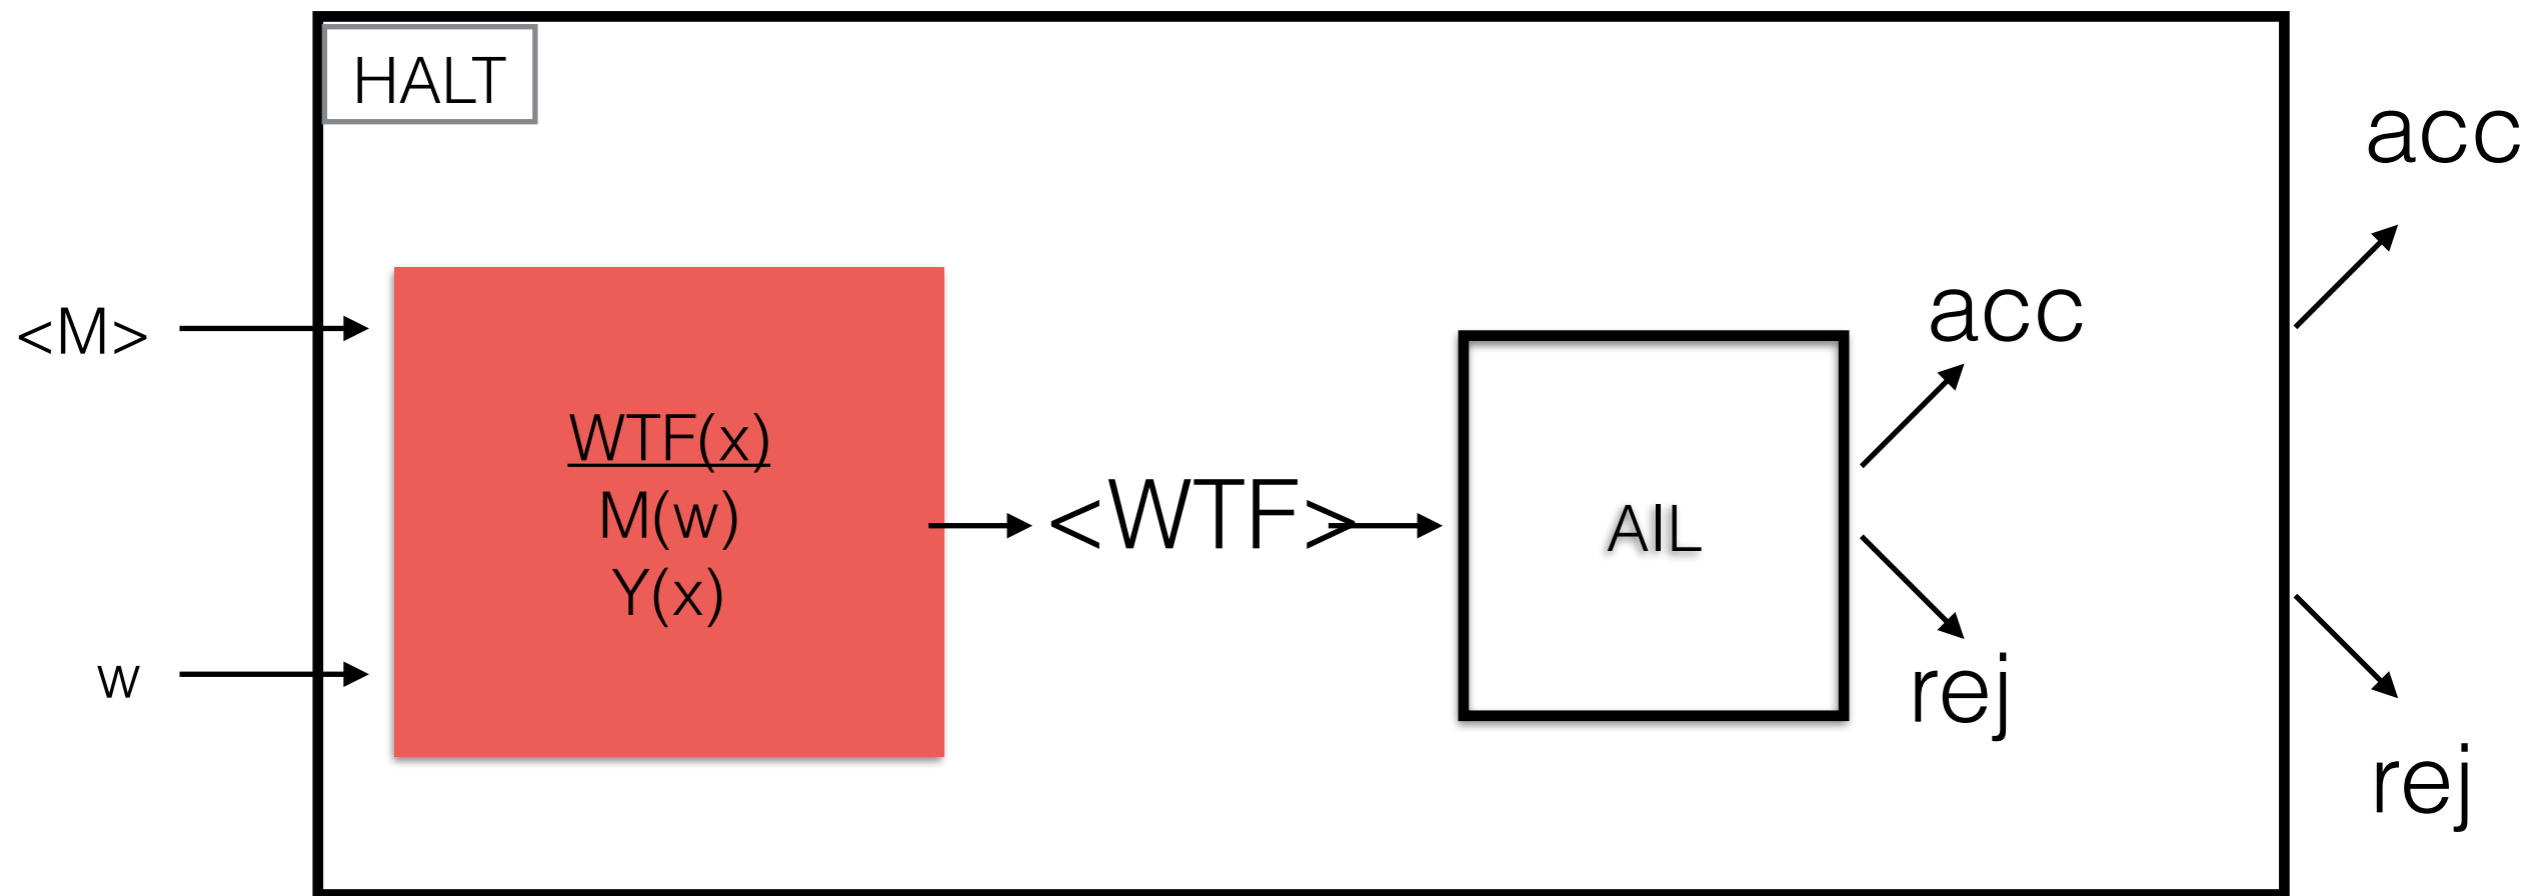 HALT
acc
<M>
acc
WTF(x)
M(w)
Y(x)
<WTF>
AIL
w
rej
rej